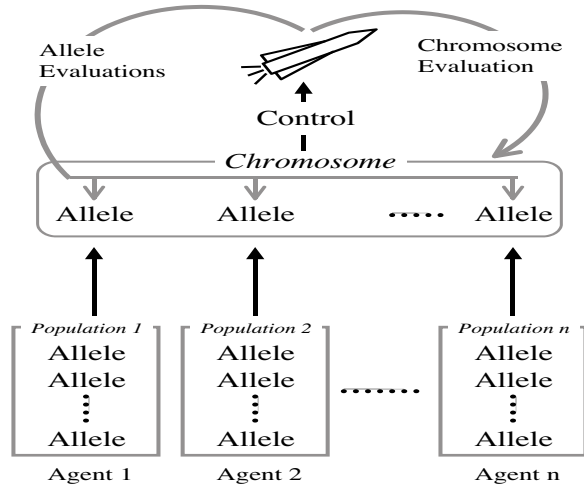 Allele
Evaluations
Chromosome
Evaluation
Control
Chromosome
Allele Allele Allele
Population 1 Population 2 Population n
Allele Allele Allele
Allele Allele Allele
Allele Allele Allele
Agent 1 Agent 2 Agent n